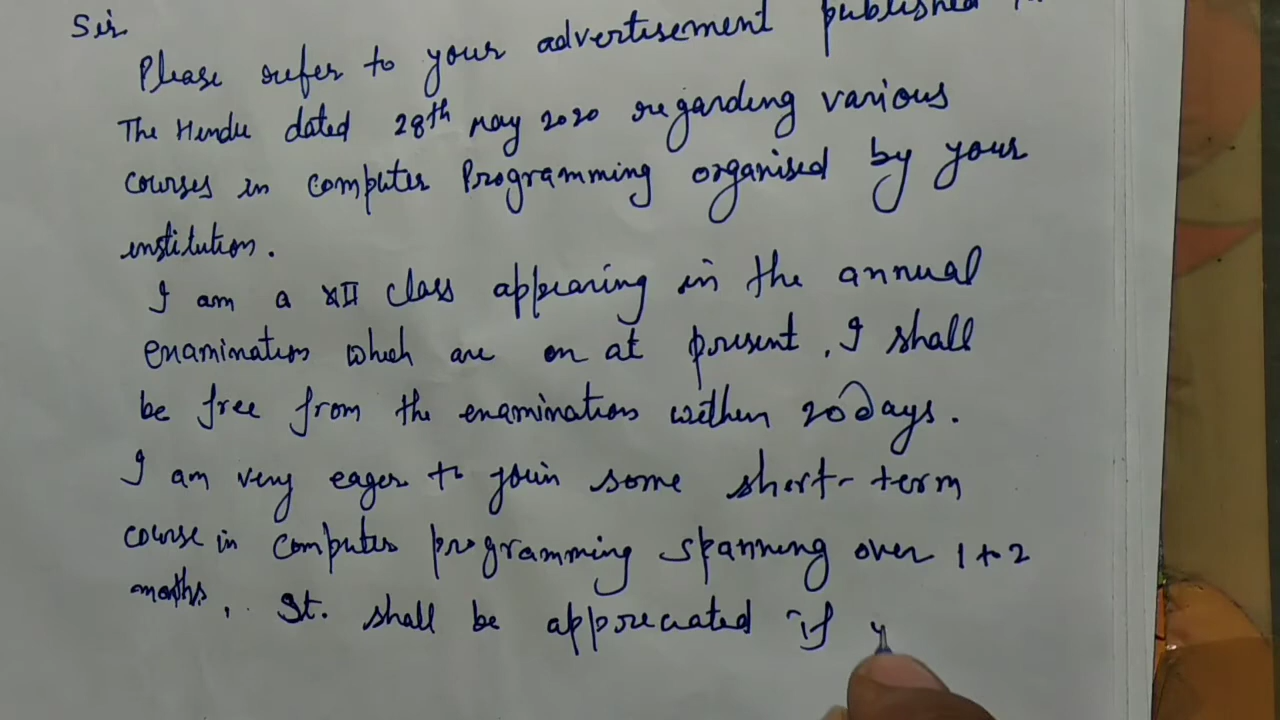 Sir
Please refer to your advertisement published in
The Hindu dated 28th May 2020 regarding various
courses in computer Programming organised by your
institution.
I am a XII class appearing in the annual
examination which are on at present, I shall
be free from the examination within 20 days.
I am very eager to join some short-term
course in computer programming spanning over 1 to 2
months. It. shall be appreciated if y